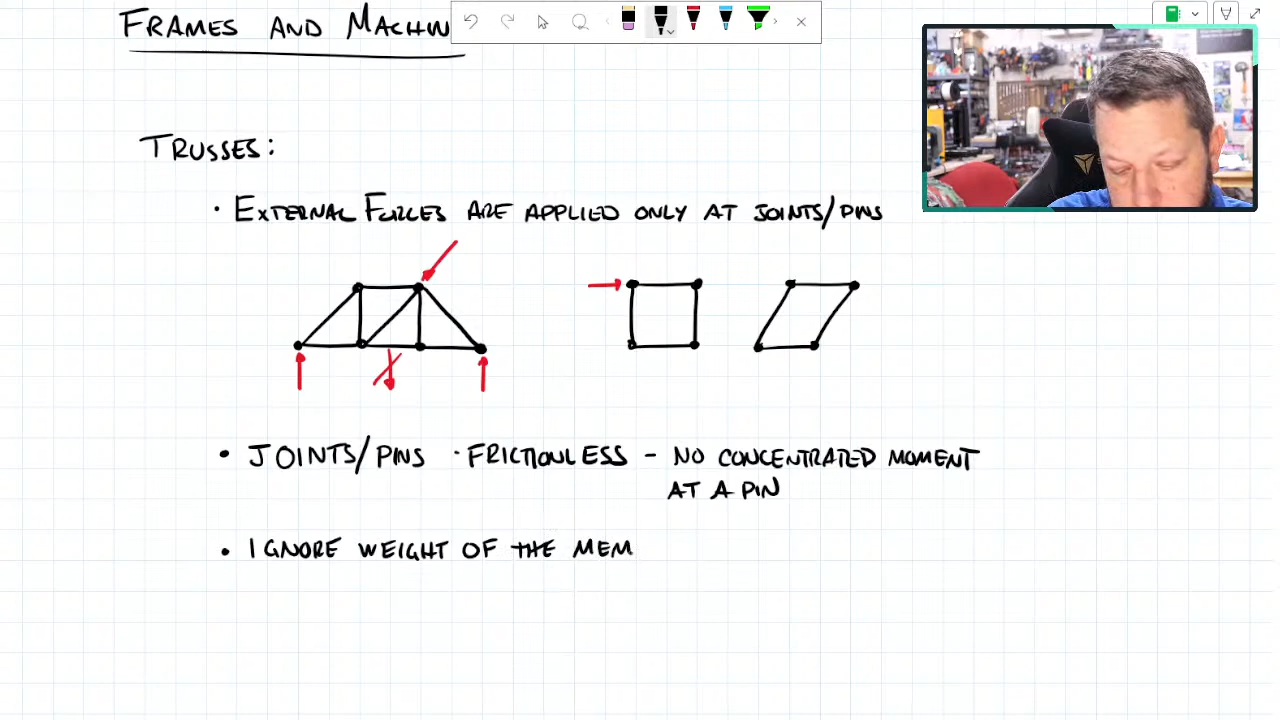 FRAMES AND MACHIN
TRUSSES:
• EXTERNAL FORCES ARE APPLIED ONLY AT JOINTS/PINS
• JOINTS/PINS • FRICTIONLESS – NO CONCENTRATED MOMENT
AT A PIN
• IGNORE WEIGHT OF THE MEM